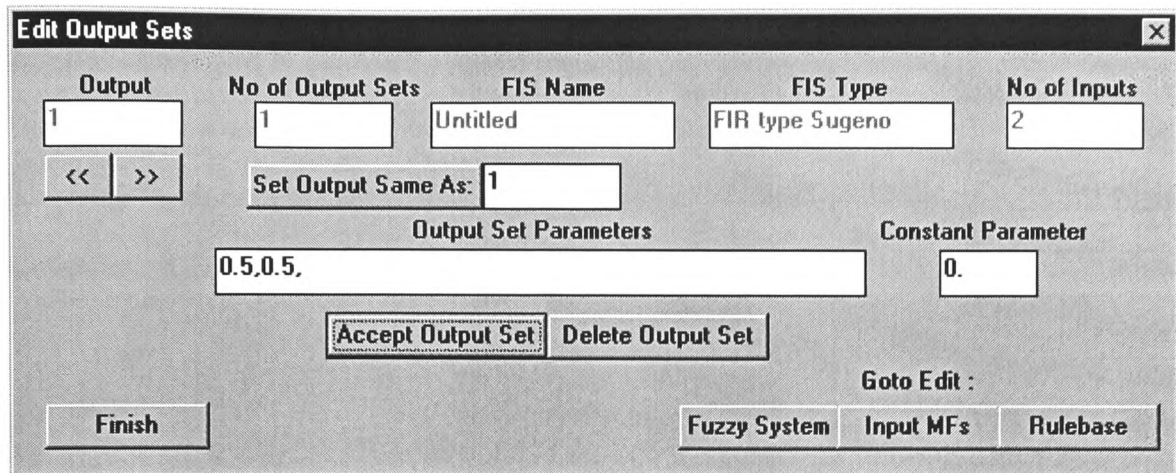 Edit Output Sets
Output No of Output Sets FIS Name FIS Type No of Inputs
1 1 Untitled FIR type Sugeno 2
<< >> Set Output Same As: 1
Output Set Parameters Constant Parameter
0.5,0.5, 0.
Accept Output Set Delete Output Set
Goto Edit :
Finish Fuzzy System Input MFs Rulebase